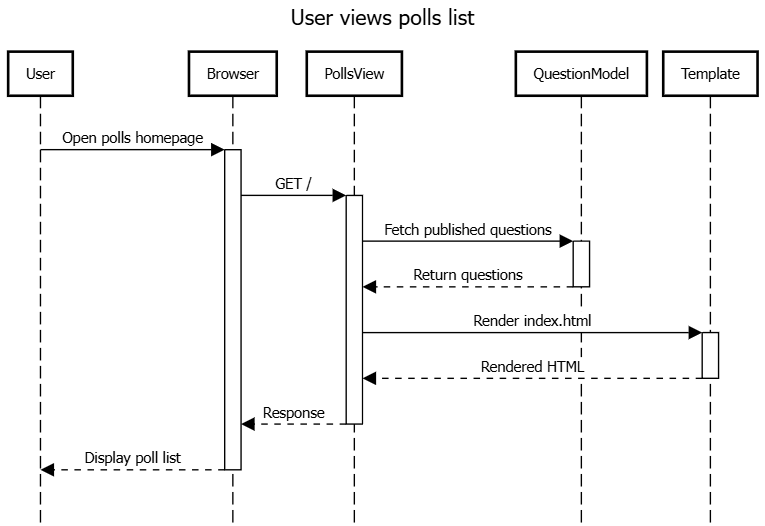 User views polls list
User
Browser
PollsView
QuestionModel
Template
Open polls homepage
GET /
Fetch published questions
Return questions
Render index.html
Rendered HTML
Response
Display poll list